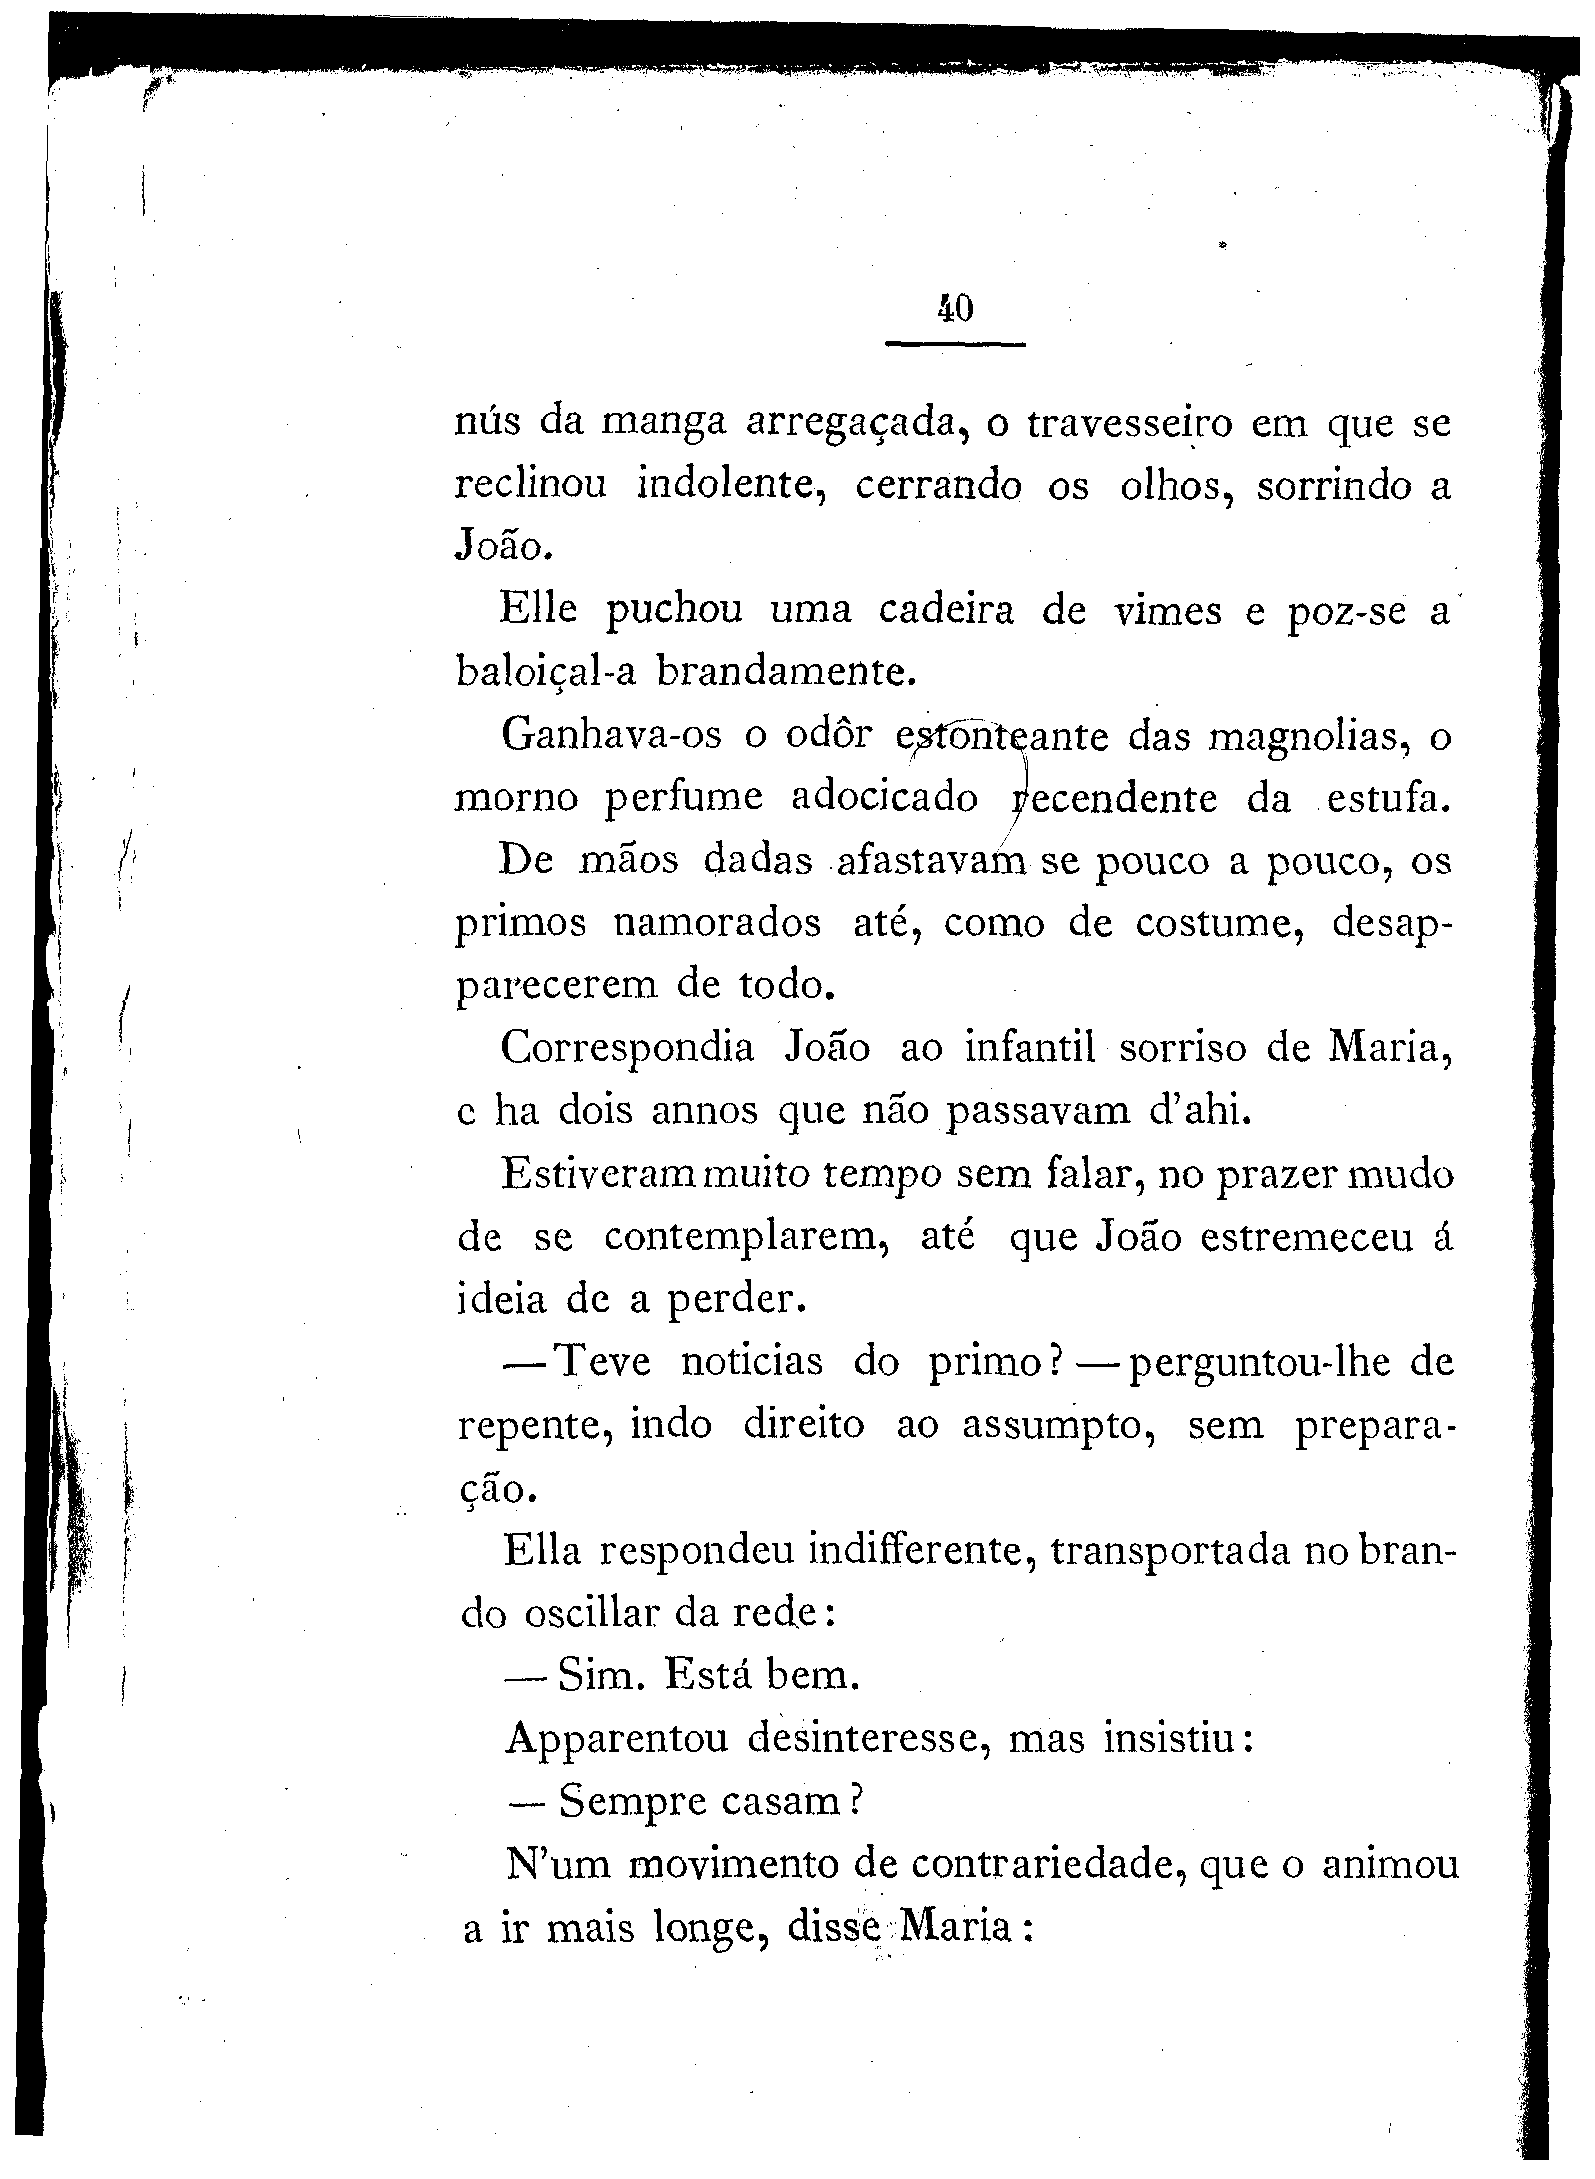 40
nús da manga arregaçada, o travesseiro em que se
reclinou indolente, cerrando os olhos, sorrindo a
João.
Elle puchou uma cadeira de vimes e poz-se a
baloiçal-a brandamente.
Ganhava-os o odôr estonteante das magnolias, o
morno perfume adocicado recendente da estufa.
De mãos dadas afastavam se pouco a pouco, os
primos namorados até, como de costume, desap-
parecerem de todo.
Correspondia João ao infantil sorriso de Maria,
e ha dois annos que não passavam d'ahi.
Estiveram muito tempo sem falar, no prazer mudo
de se contemplarem, até que João estremeceu á
ideia de a perder.
—Teve noticias do primo? —perguntou-lhe de
repente, indo direito ao assumpto, sem prepara-
ção.
Ella respondeu indifferente, transportada no bran-
do oscillar da rede:
— Sim. Está bem.
Apparentou desinteresse, mas insistiu:
— Sempre casam?
N'um movimento de contrariedade, que o animou
a ir mais longe, disse Maria: